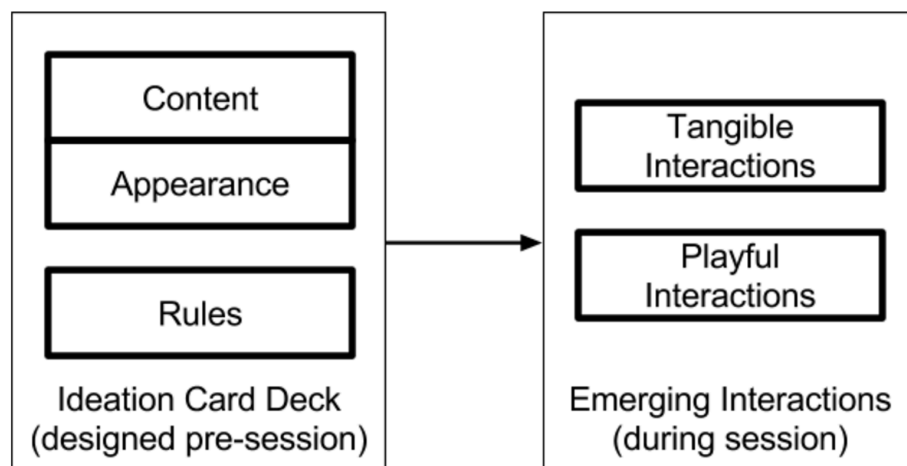 Content
Appearance
Rules
Ideation Card Deck
(designed pre-session)
Tangible
Interactions
Playful
Interactions
Emerging Interactions
(during session)